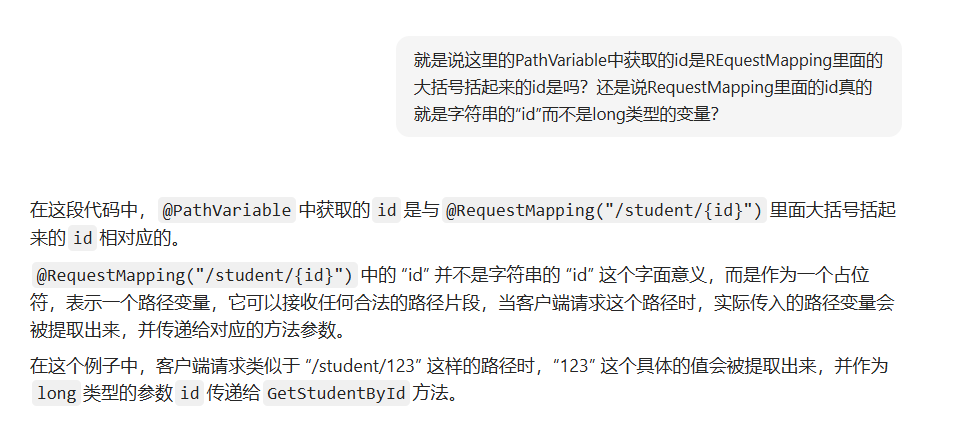 就是说这里的PathVariable中获取的id是REquestMapping里面的
大括号括起来的id是吗？还是说RequestMapping里面的id真的
就是字符串的“id”而不是long类型的变量？
在这段代码中，@PathVariable 中获取的 id 是与 @RequestMapping("/student/{id}") 里面大括号括起
来的 id 相对应的。
@RequestMapping("/student/{id}") 中的 “id” 并不是字符串的 “id” 这个字面意义，而是作为一个占位
符，表示一个路径变量，它可以接收任何合法的路径片段，当客户端请求这个路径时，实际传入的路径变量会
被提取出来，并传递给对应的方法参数。
在这个例子中，客户端请求类似于 “/student/123” 这样的路径时，“123” 这个具体的值会被提取出来，并作为
long 类型的参数 id 传递给 GetStudentById 方法。